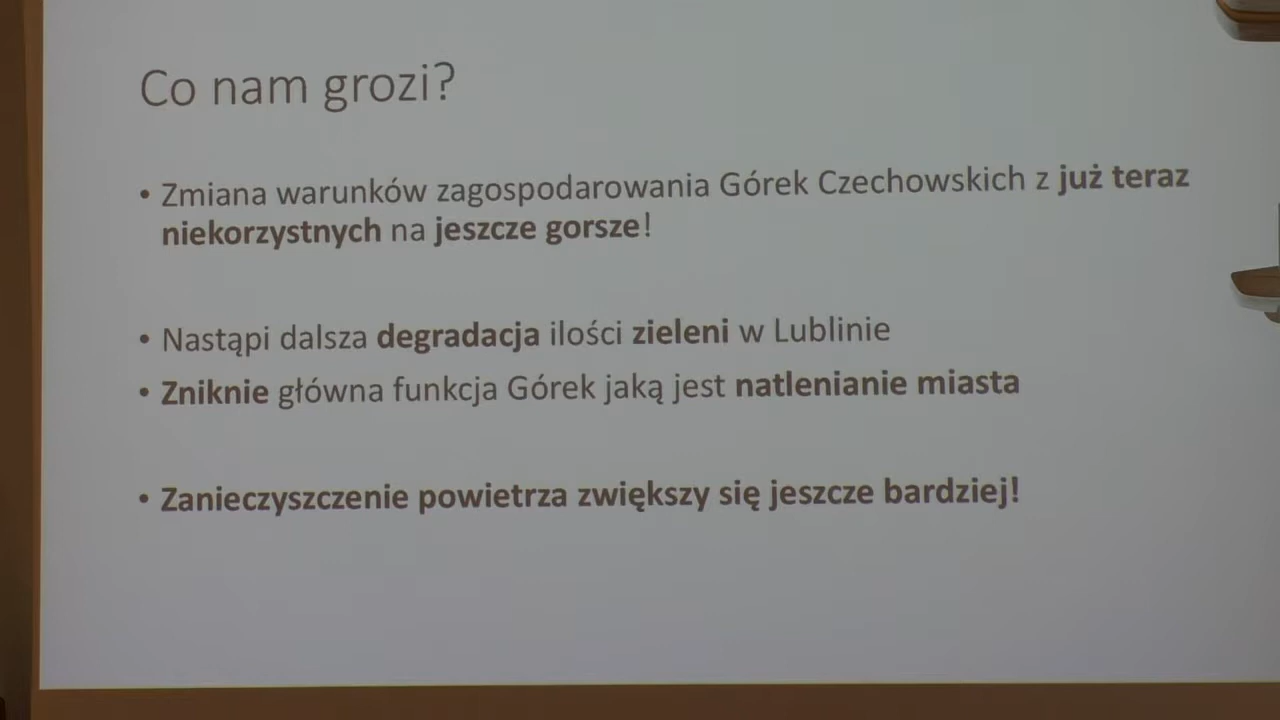 Co nam grozi?
• Zmiana warunków zagospodarowania Górek Czechowskich z już teraz
niekorzystnych na jeszcze gorsze!
• Nastąpi dalsza degradacja ilości zieleni w Lublinie
• Zniknie główna funkcja Górek jaką jest natlenianie miasta
• Zanieczyszczenie powietrza zwiększy się jeszcze bardziej!